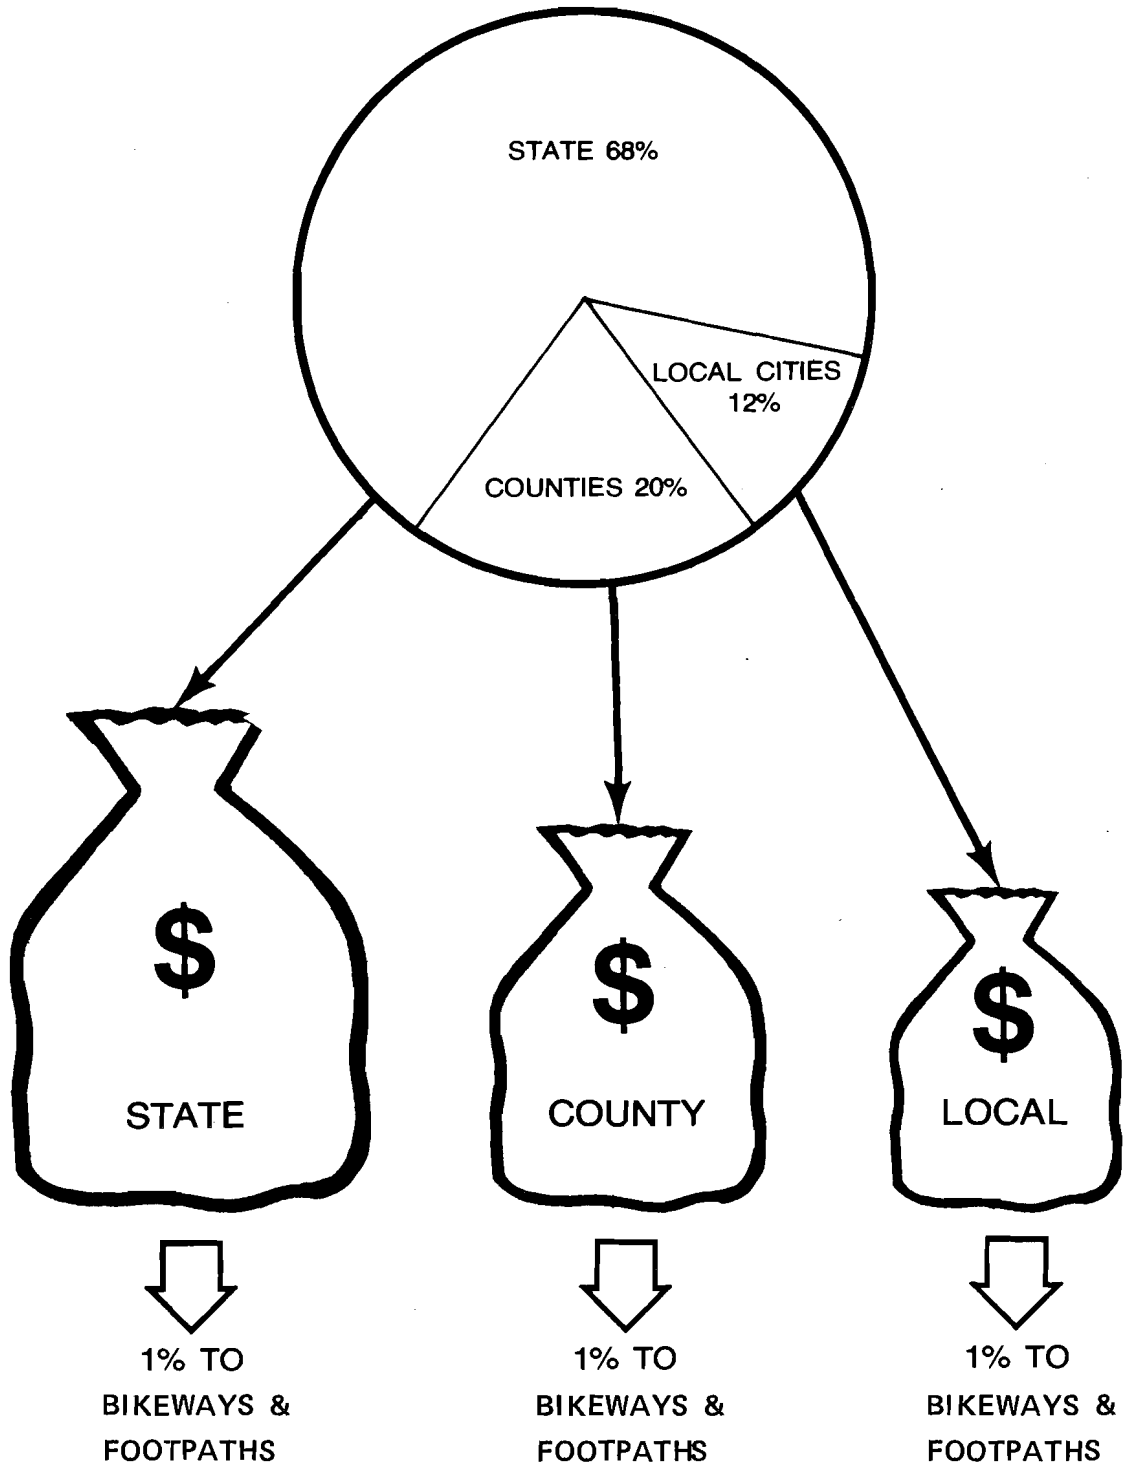 STATE 68%
LOCAL CITIES
12%
COUNTIES 20%
$
STATE
$
COUNTY
$
LOCAL
1% TO
BIKEWAYS &
FOOTPATHS
1% TO
BIKEWAYS &
FOOTPATHS
1% TO
BIKEWAYS &
FOOTPATHS